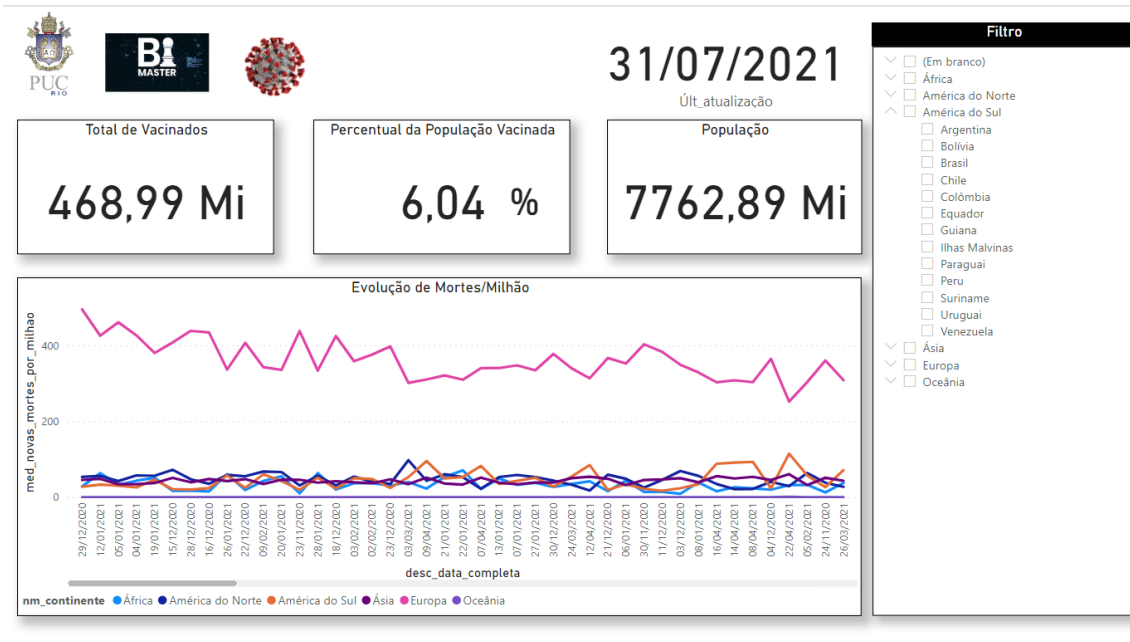 PUC
RIO
BI
MASTER
31/07/2021
Últ_atualização
Total de Vacinados
468,99 Mi
Percentual da População Vacinada
6,04 %
População
7762,89 Mi
Evolução de Mortes/Milhão
med_novas_mortes_por_milhao
400
200
0
29/12/2020
12/01/2021
05/01/2021
04/01/2021
19/01/2021
15/12/2020
28/12/2020
16/12/2020
26/01/2021
22/12/2020
09/02/2021
20/01/2021
23/11/2020
28/01/2021
18/12/2020
03/02/2021
02/02/2021
23/12/2020
03/03/2021
09/04/2021
21/01/2021
22/01/2021
07/04/2021
13/01/2021
07/01/2021
27/01/2021
30/12/2020
24/03/2021
12/04/2021
21/12/2020
06/01/2021
30/11/2020
11/12/2020
03/12/2020
08/01/2021
16/04/2021
14/04/2021
08/04/2021
04/12/2020
22/04/2021
05/02/2021
24/11/2020
26/03/2021
desc_data_completa
nm_continente África América do Norte América do Sul Ásia Europa Oceânia
Filtro
(Em branco)
África
América do Norte
América do Sul
Argentina
Bolívia
Brasil
Chile
Colômbia
Equador
Guiana
Ilhas Malvinas
Paraguai
Peru
Suriname
Uruguai
Venezuela
Ásia
Europa
Oceânia